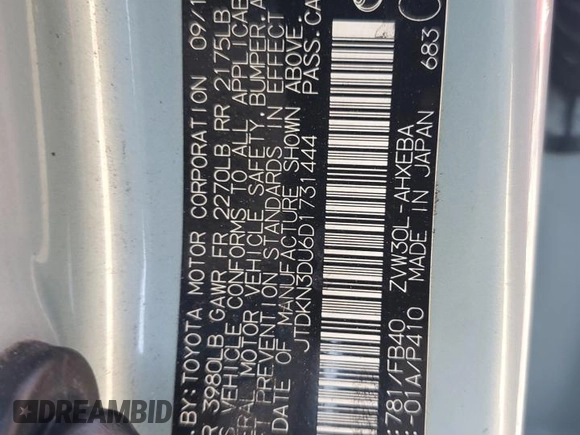 BY: TOYOTA MOTOR CORPORATION 09/1
3980LB GAWR FR 2270LB RR 2175LB
VEHICLE CONFORMS TO ALL APPLICAB
MOTOR VEHICLE SAFETY, BUMPER, A
PREVENTION STANDARDS IN EFFECT
DATE OF MANUFACTURE SHOWN ABOVE.
JTDKN3DU6D1731444 PASS.CA
781/FB40 ZVW30L-AHXEBA
-01A/P410 MADE IN JAPAN 683
DREAMBID